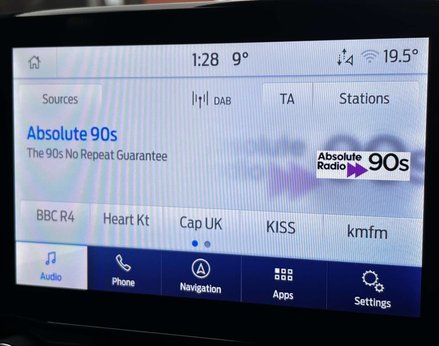 1:28 9° 19.5°
Sources DAB TA Stations
Absolute 90s
The 90s No Repeat Guarantee
Absolute
Radio 90s
BBC R4 Heart Kt Cap UK KISS kmfm
Audio Phone Navigation Apps Settings